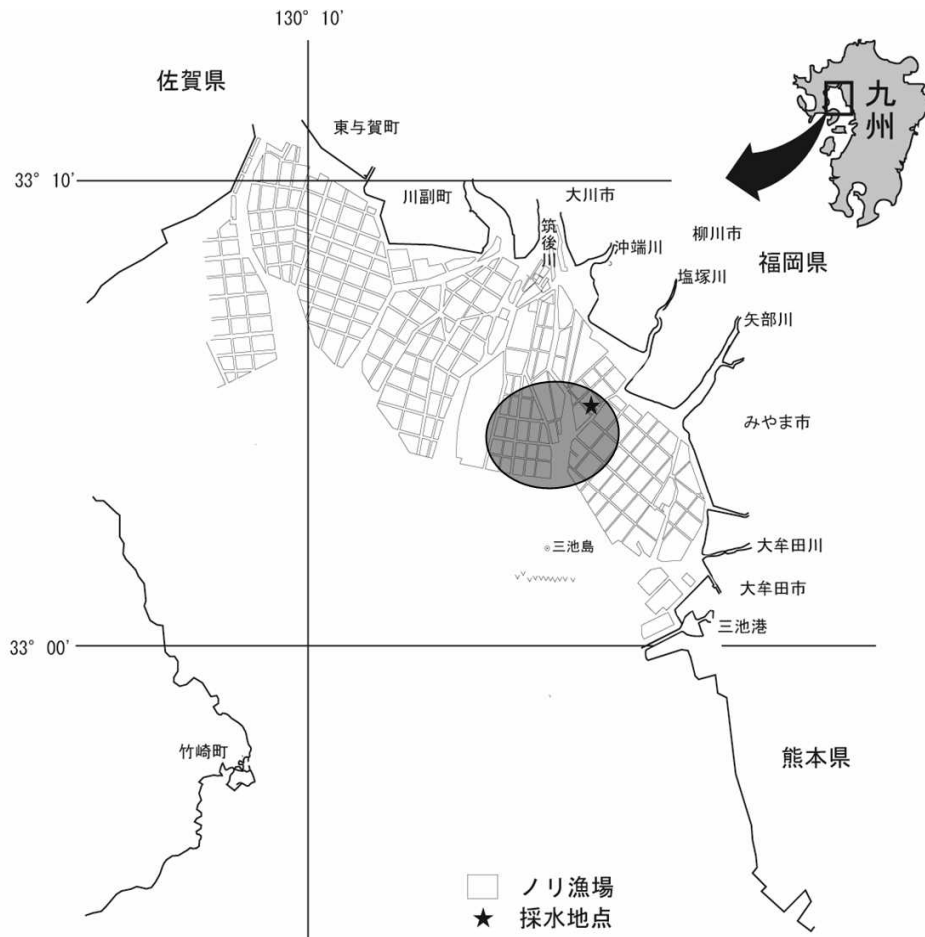 130° 10'
佐賀県
九州
東与賀町
33° 10'
川副町
大川市
筑後川
沖端川
柳川市
福岡県
塩塚川
矢部川
みやま市
三池島
大牟田川
大牟田市
三池港
33° 00'
竹崎町
熊本県
ノリ漁場
★ 採水地点